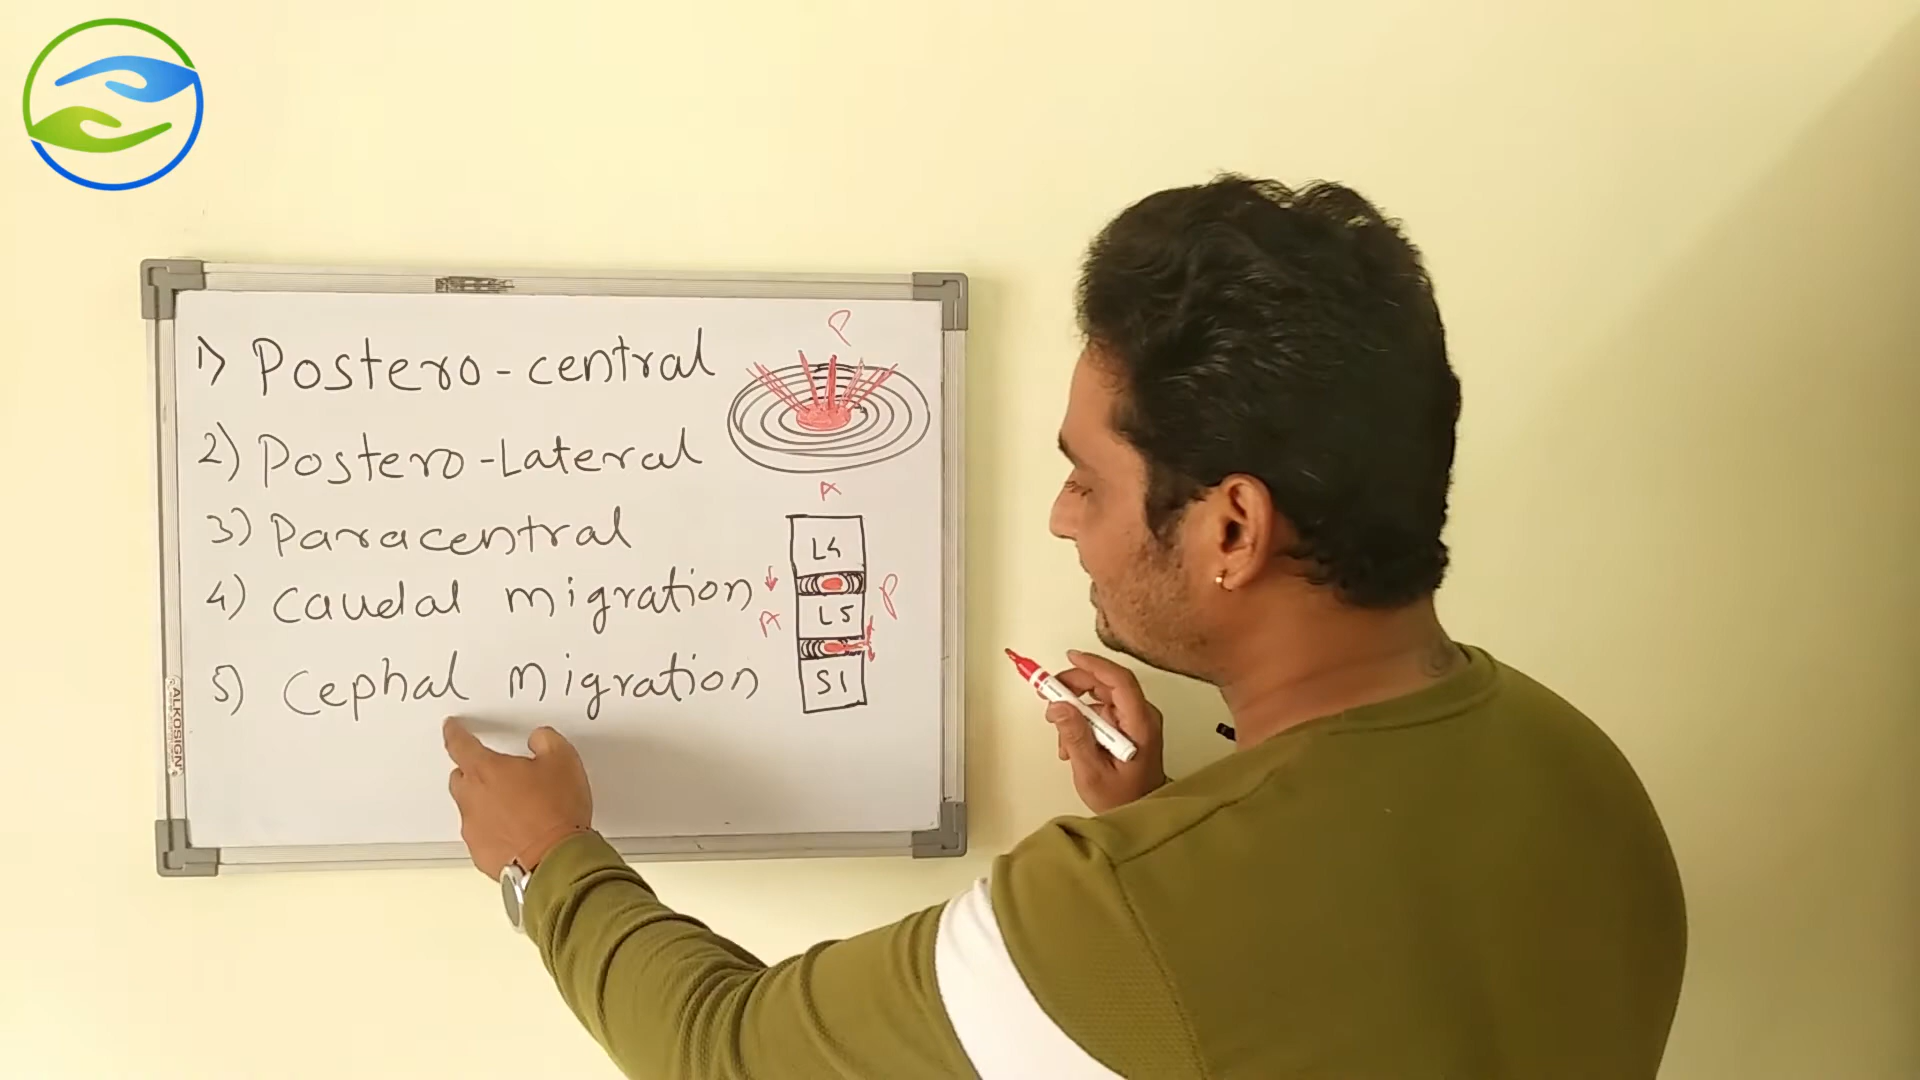 1) Postero-central
2) Postero-Lateral
3) Paracentral
4) Caudal migration
5) Cephal Migration
P
A
L4
A
P
L5
S1
ALKOSIGN